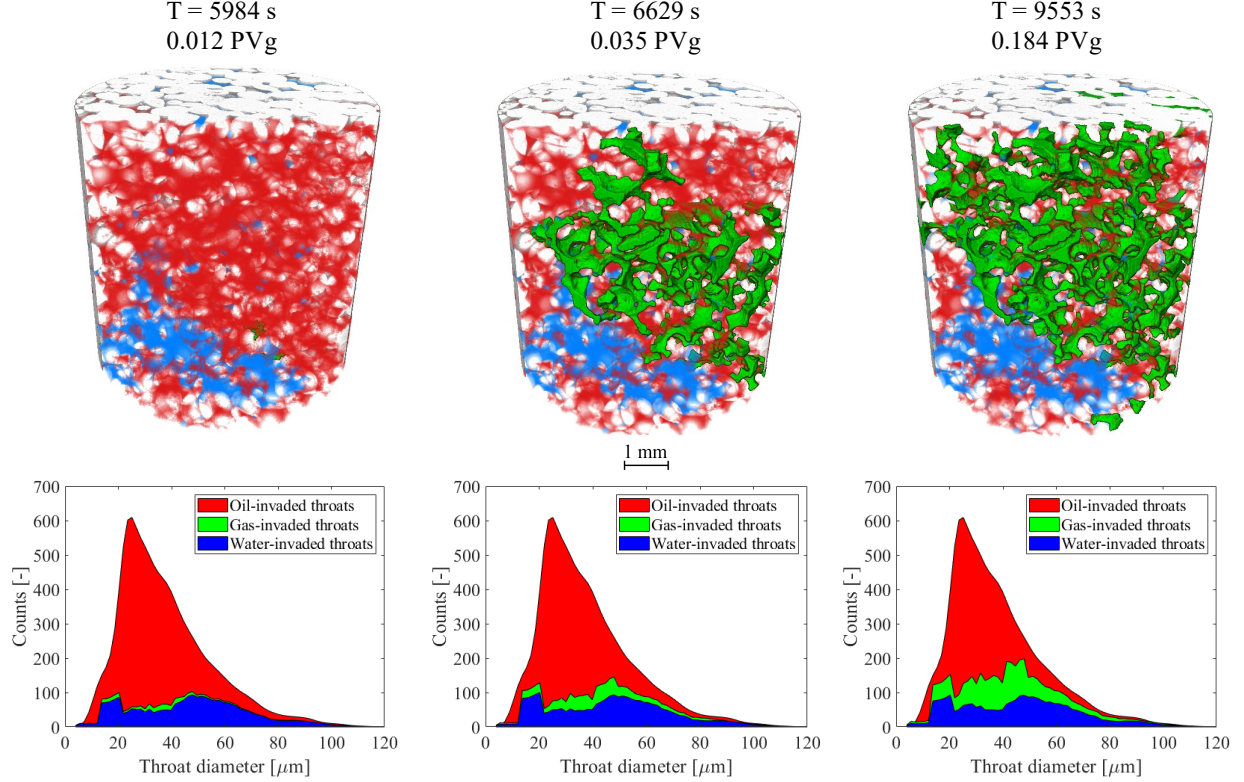 T = 5984 s
0.012 PVg
T = 6629 s
0.035 PVg
T = 9553 s
0.184 PVg
1 mm
700
600
500
400
300
200
100
0
Counts [-]
0 20 40 60 80 100 120
Throat diameter [μm]
Oil-invaded throats
Gas-invaded throats
Water-invaded throats
700
600
500
400
300
200
100
0
Counts [-]
0 20 40 60 80 100 120
Throat diameter [μm]
Oil-invaded throats
Gas-invaded throats
Water-invaded throats
700
600
500
400
300
200
100
0
Counts [-]
0 20 40 60 80 100 120
Throat diameter [μm]
Oil-invaded throats
Gas-invaded throats
Water-invaded throats